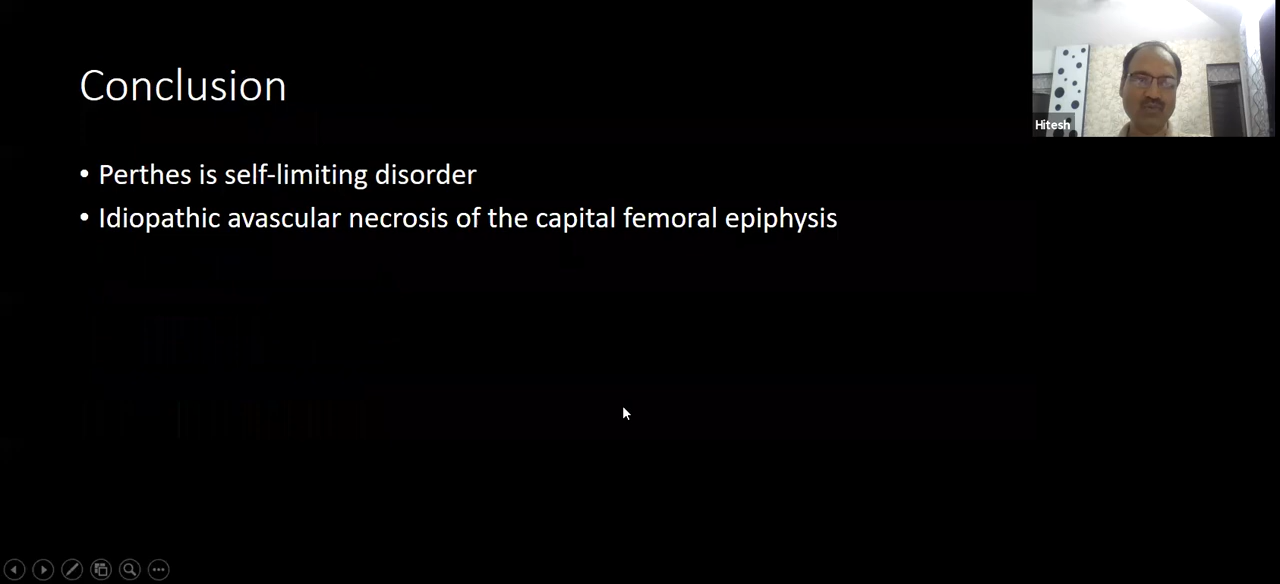 Conclusion
• Perthes is self-limiting disorder
• Idiopathic avascular necrosis of the capital femoral epiphysis
Hitesh